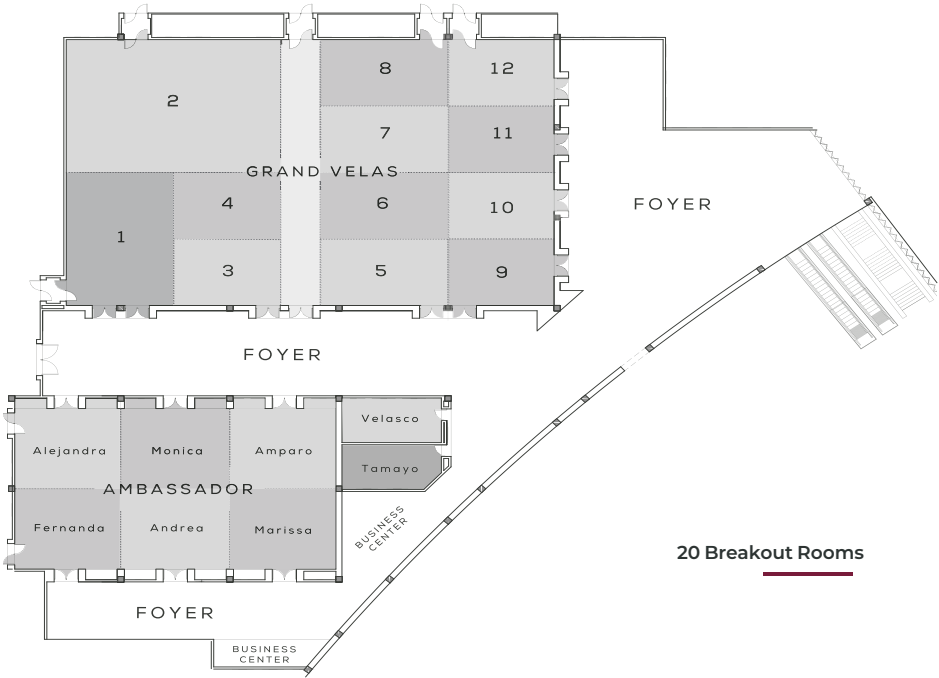 8
12
2
7
11
GRAND VELAS
4
6
10
FOYER
1
3
5
9
FOYER
Velasco
Alejandra
Monica
Amparo
Tamayo
AMBASSADOR
Fernanda
Andrea
Marissa
BUSINESS
CENTER
20 Breakout Rooms
FOYER
BUSINESS
CENTER